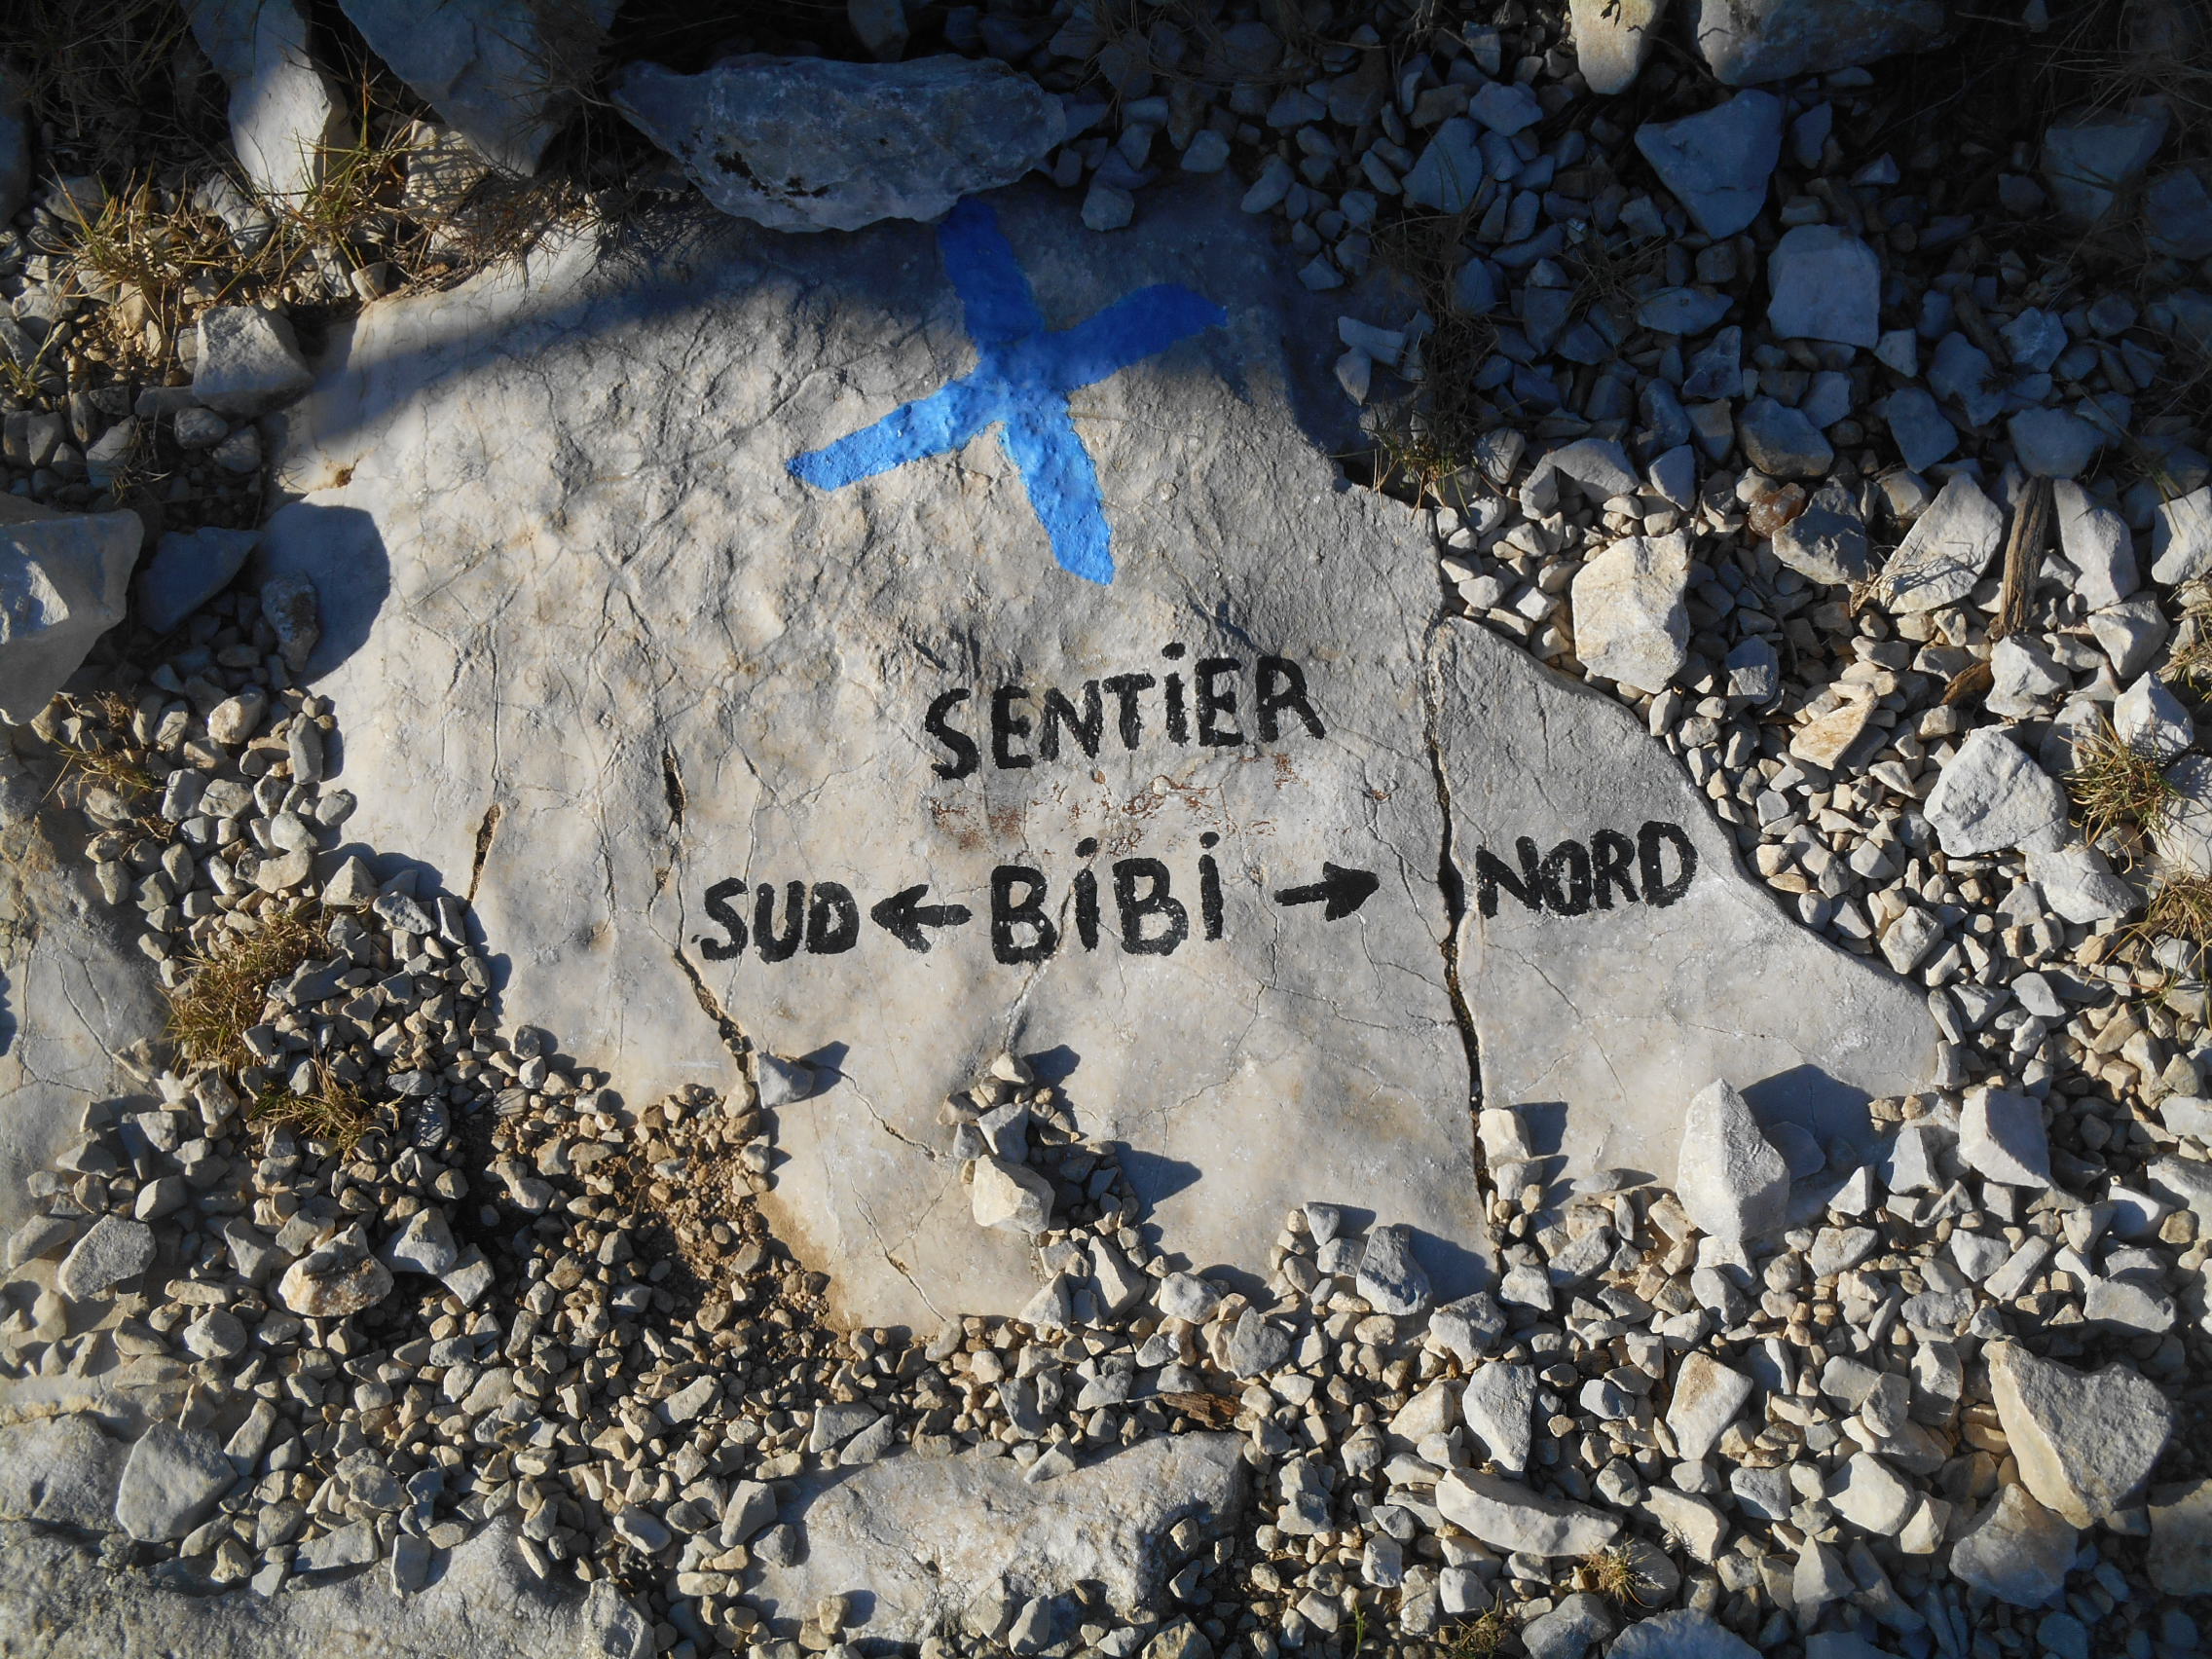 SENTiER
SUD ← BiBi → NORD